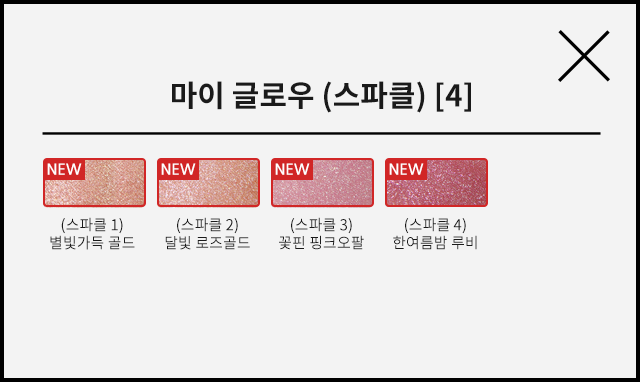 마이 글로우 (스파클) [4]
NEW
NEW
NEW
NEW
(스파클 1)
별빛가득 골드
(스파클 2)
달빛 로즈골드
(스파클 3)
꽃핀 핑크오팔
(스파클 4)
한여름밤 루비